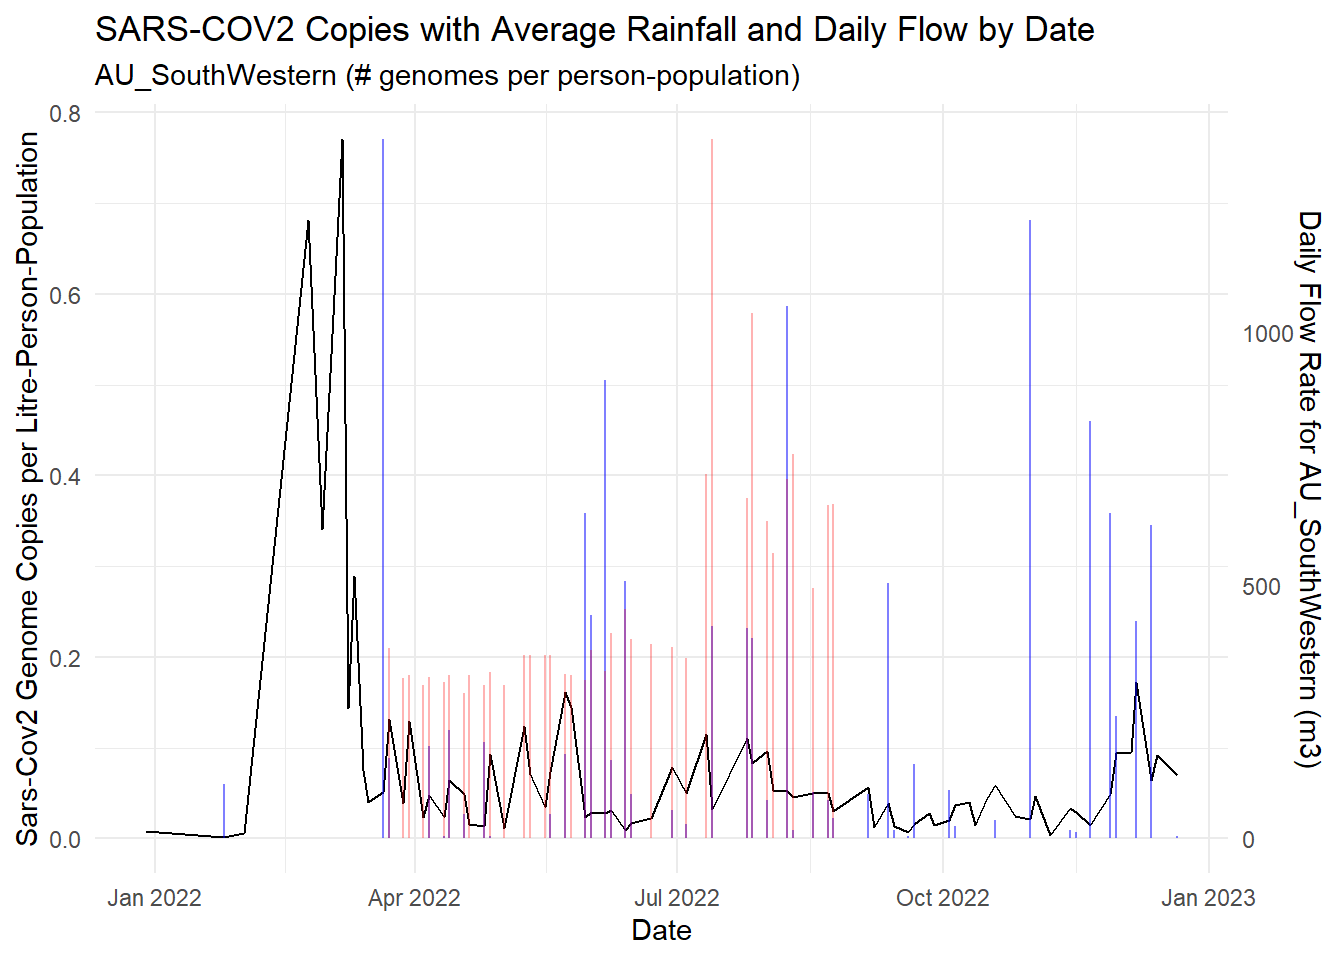 SARS-COV2 Copies with Average Rainfall and Daily Flow by Date
AU_SouthWestern (# genomes per person-population)
Sars-Cov2 Genome Copies per Litre-Person-Population
0.8
0.6
0.4
0.2
0.0
1000
500
0
Daily Flow Rate for AU_SouthWestern (m3)
Jan 2022
Apr 2022
Jul 2022
Oct 2022
Jan 2023
Date